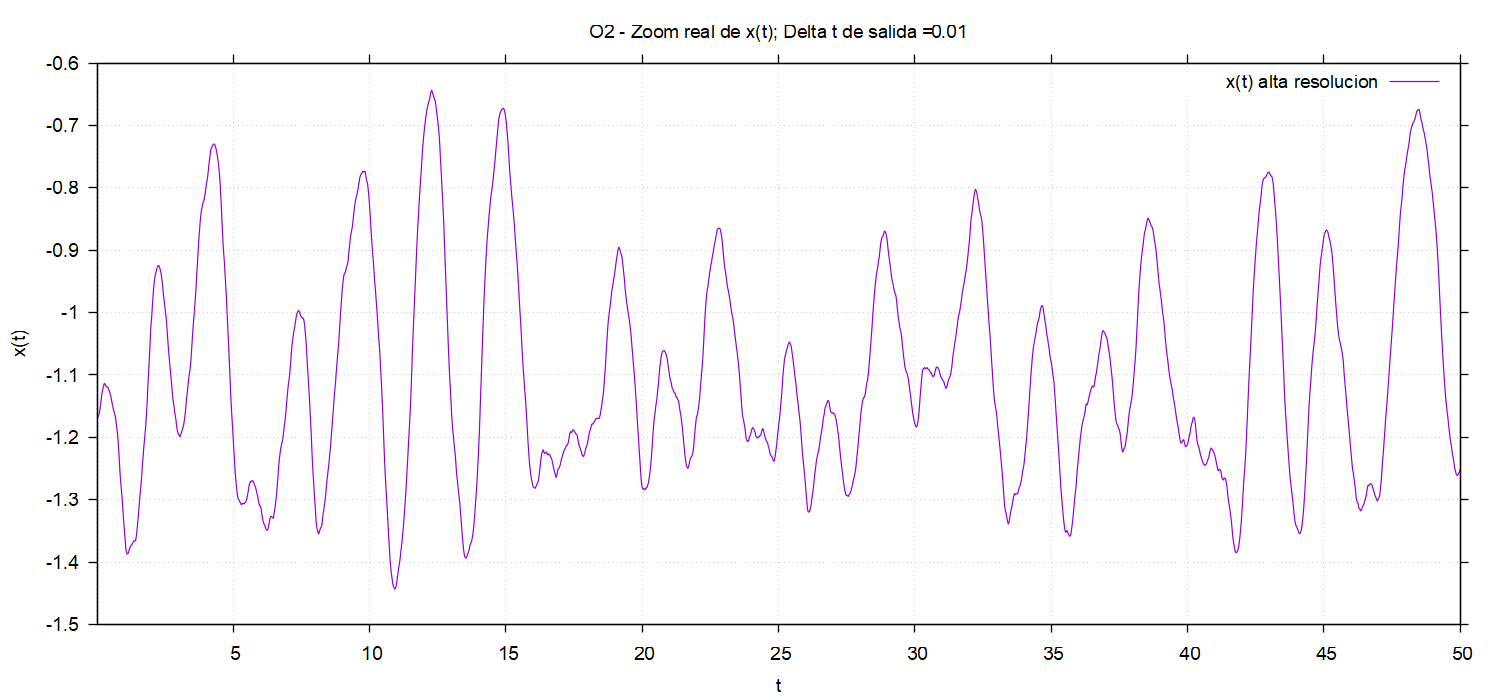 O2 - Zoom real de x(t); Delta t de salida =0.01
x(t) alta resolucion
-0.6
-0.7
-0.8
-0.9
-1
-1.1
-1.2
-1.3
-1.4
-1.5
x(t)
5 10 15 20 25 30 35 40 45 50
t